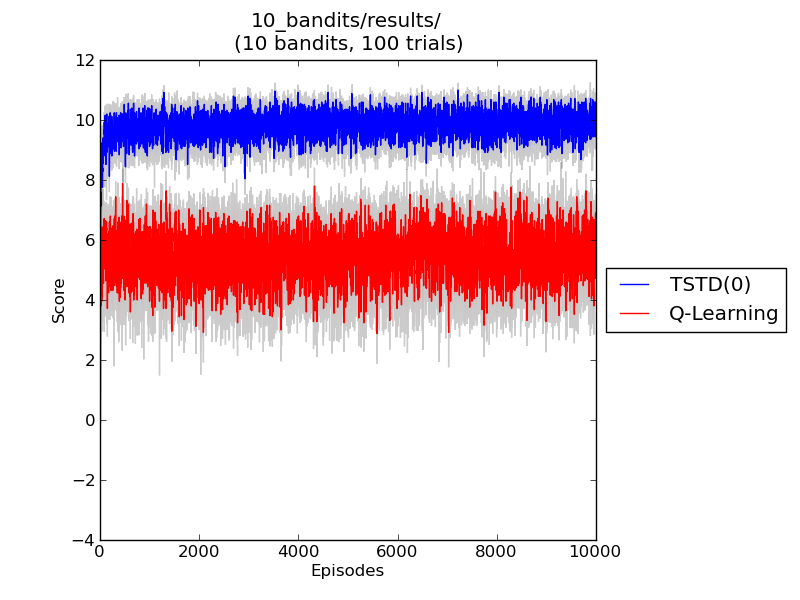 10_bandits/results/
(10 bandits, 100 trials)
12
10
8
6
4
2
0
−2
−4
Score
0 2000 4000 6000 8000 10000
Episodes
TSTD(0)
Q-Learning